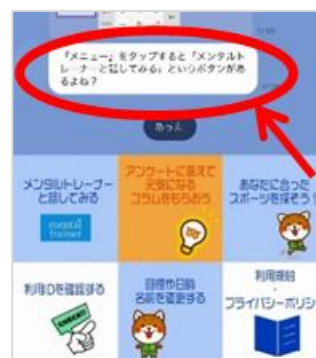 『メニュー』をタップすると「メンタルト
レーナーと話してみる」というボタンがあ
るよね?
あった
メンタルトレーナー
と話してみる
mental
trainer
アンケートに答えて
元気になる
コラムをもらおう
あなたに合った
スポーツを探そう!
利用IDを確認する
CHECK!!
目標や日時
名前を変更する
利用規約
・
プライバシーポリシ